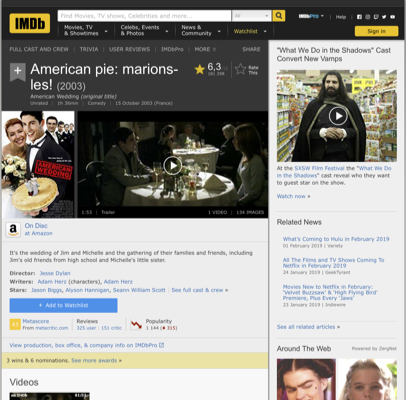 IMDb
Find Movies, TV shows, Celebrities and more...
All
IMDbPro
Help
Movies, TV
& Showtimes
Celebs, Events
& Photos
News &
Community
Watchlist
Sign in
FULL CAST AND CREW | TRIVIA | USER REVIEWS | IMDbPro | MORE
SHARE
American pie: marions-
les! (2003)
American Wedding (original title)
Unrated | 1h 36min | Comedy | 15 October 2003 (France)
6,3
Rate
This
AMERICAN
WEDDING
1:53 | Trailer
1 VIDEO | 134 IMAGES
On Disc
at Amazon
It's the wedding of Jim and Michelle and the gathering of their families and friends, including
Jim's old friends from high school and Michelle's little sister.
Director: Jesse Dylan
Writers: Adam Herz (characters), Adam Herz
Stars: Jason Biggs, Alyson Hannigan, Seann William Scott | See full cast & crew »
+ Add to Watchlist
Metascore
From metacritic.com
Reviews
325 user | 151 critic
Popularity
1 144 (315)
View production, box office, & company info on IMDbPro
3 wins & 6 nominations. See more awards »
Videos
"What We Do in the Shadows" Cast
Convert New Vamps
At the SXSW Film Festival the "What We Do
in the Shadows" cast reveal who they want
to guest star on the show.
Watch now »
Related News
What's Coming to Hulu in February 2019
01 February 2019 | Variety
All The Films and TV Shows Coming To
Netflix in February 2019
24 January 2019 | GeekTyrant
Movies New to Netflix in February:
'Velvet Buzzsaw' & 'High Flying Bird'
Premiere, Plus Every 'Jaws'
23 January 2019 | Indiewire
See all related articles »
Around The Web
Powered by ZergNet